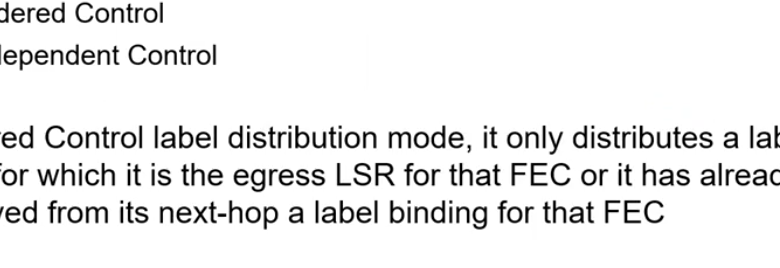 dered Control
ependent Control
red Control label distribution mode, it only distributes a lab
for which it is the egress LSR for that FEC or it has alread
ved from its next-hop a label binding for that FEC